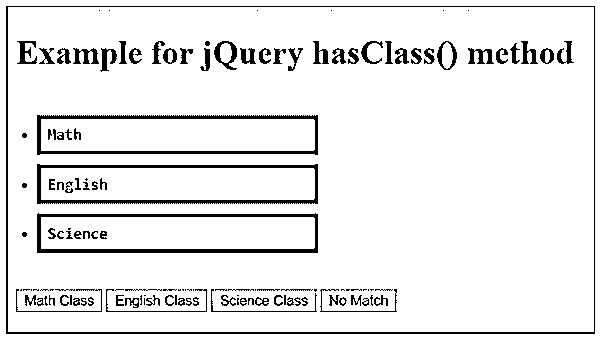 Example for jQuery hasClass() method
Math
English
Science
Math Class English Class Science Class No Match